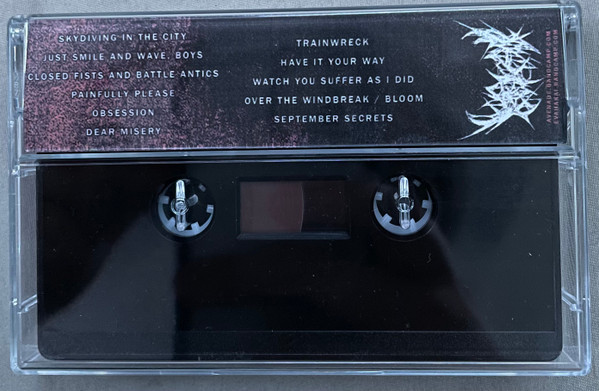 SKYDIVING IN THE CITY
JUST SMILE AND WAVE, BOYS
CLOSED FISTS AND BATTLE ANTICS
PAINFULLY PLEASE
OBSESSION
DEAR MISERY
TRAINWRECK
HAVE IT YOUR WAY
WATCH YOU SUFFER AS I DID
OVER THE WINDBREAK / BLOOM
SEPTEMBER SECRETS